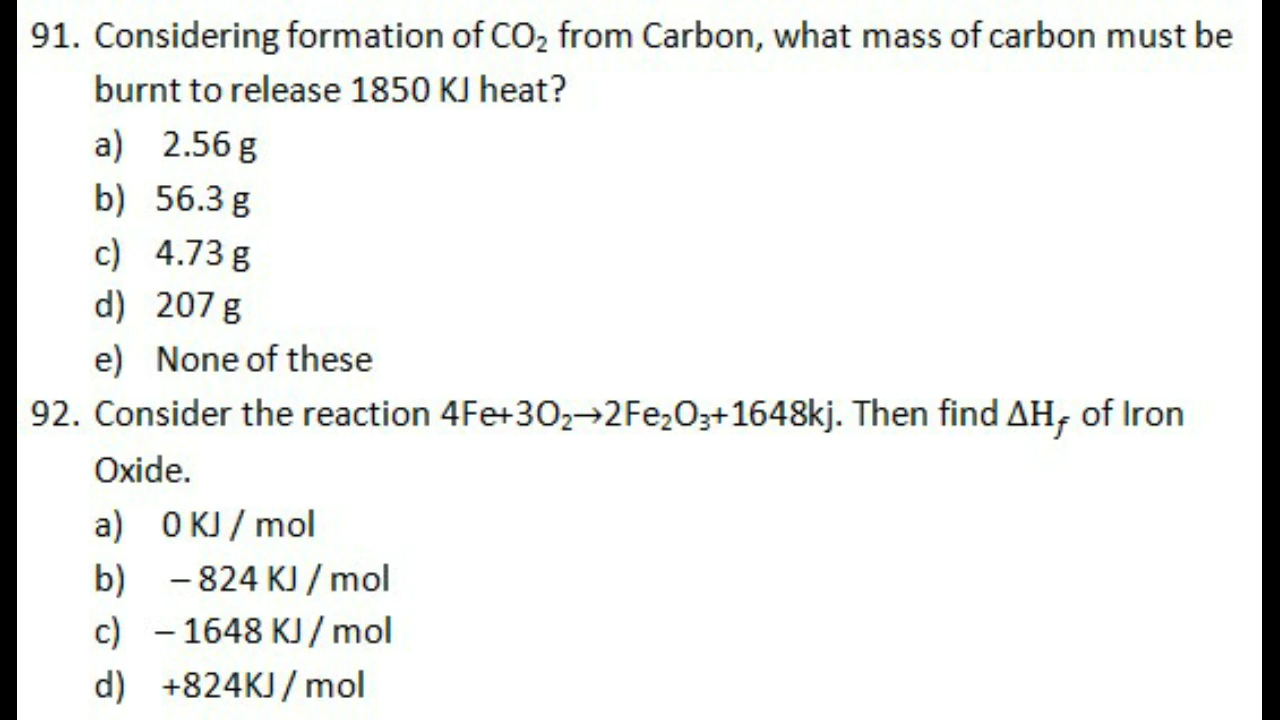 91. Considering formation of CO₂ from Carbon, what mass of carbon must be
burnt to release 1850 KJ heat?
a) 2.56 g
b) 56.3 g
c) 4.73 g
d) 207 g
e) None of these
92. Consider the reaction 4Fe+3O₂→2Fe₂O₃+1648kj. Then find ΔH𝑓 of Iron
Oxide.
a) 0 KJ / mol
b) – 824 KJ / mol
c) – 1648 KJ / mol
d) +824KJ / mol